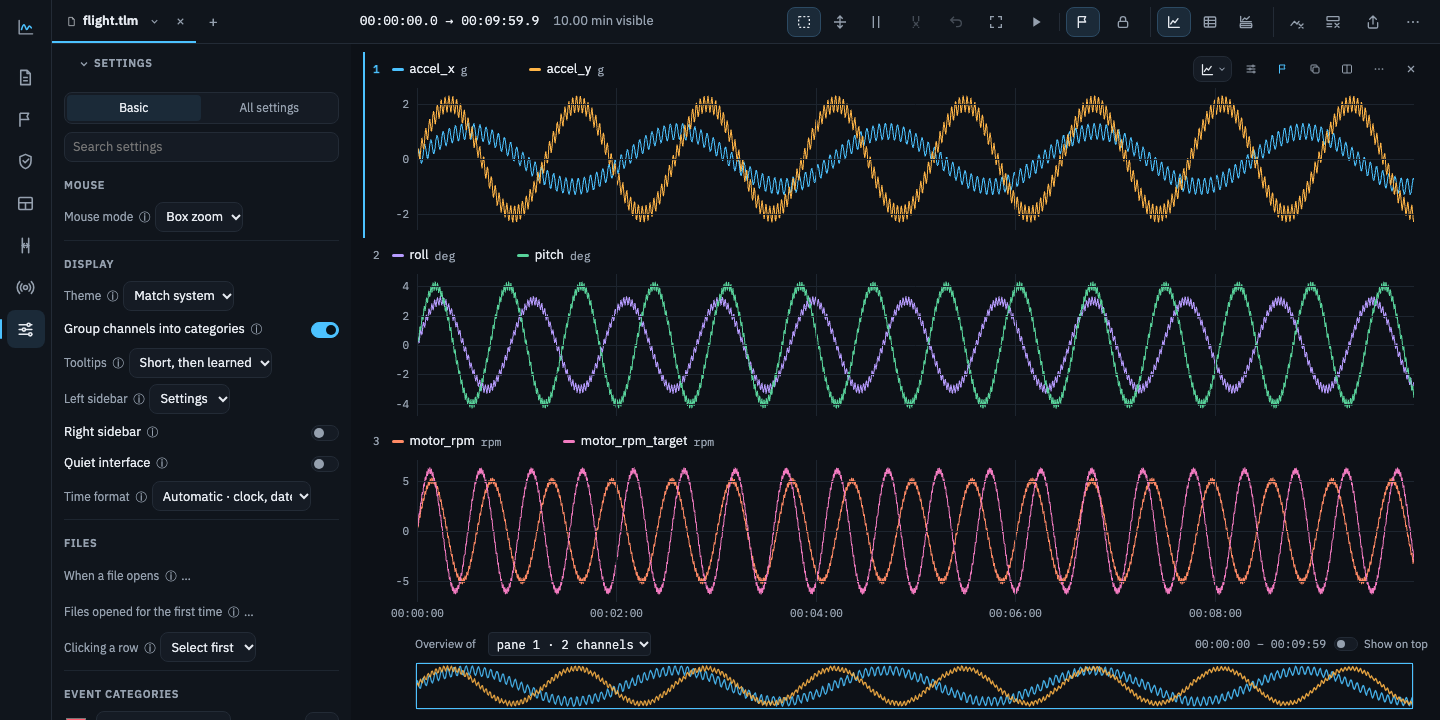 flight.tlm
00:00:00.0 → 00:09:59.9 10.00 min visible
SETTINGS
Basic All settings
Search settings
MOUSE
Mouse mode ⓘ Box zoom
DISPLAY
Theme ⓘ Match system
Group channels into categories ⓘ
Tooltips ⓘ Short, then learned
Left sidebar ⓘ Settings
Right sidebar ⓘ
Quiet interface ⓘ
Time format ⓘ Automatic · clock, date
FILES
When a file opens ⓘ ...
Files opened for the first time ⓘ ...
Clicking a row ⓘ Select first
EVENT CATEGORIES
1 accel_x g accel_y g
2
0
-2
2 roll deg pitch deg
4
2
0
-2
-4
3 motor_rpm rpm motor_rpm_target rpm
5
0
-5
00:00:00 00:02:00 00:04:00 00:06:00 00:08:00
Overview of pane 1 · 2 channels 00:00:00 – 00:09:59 Show on top